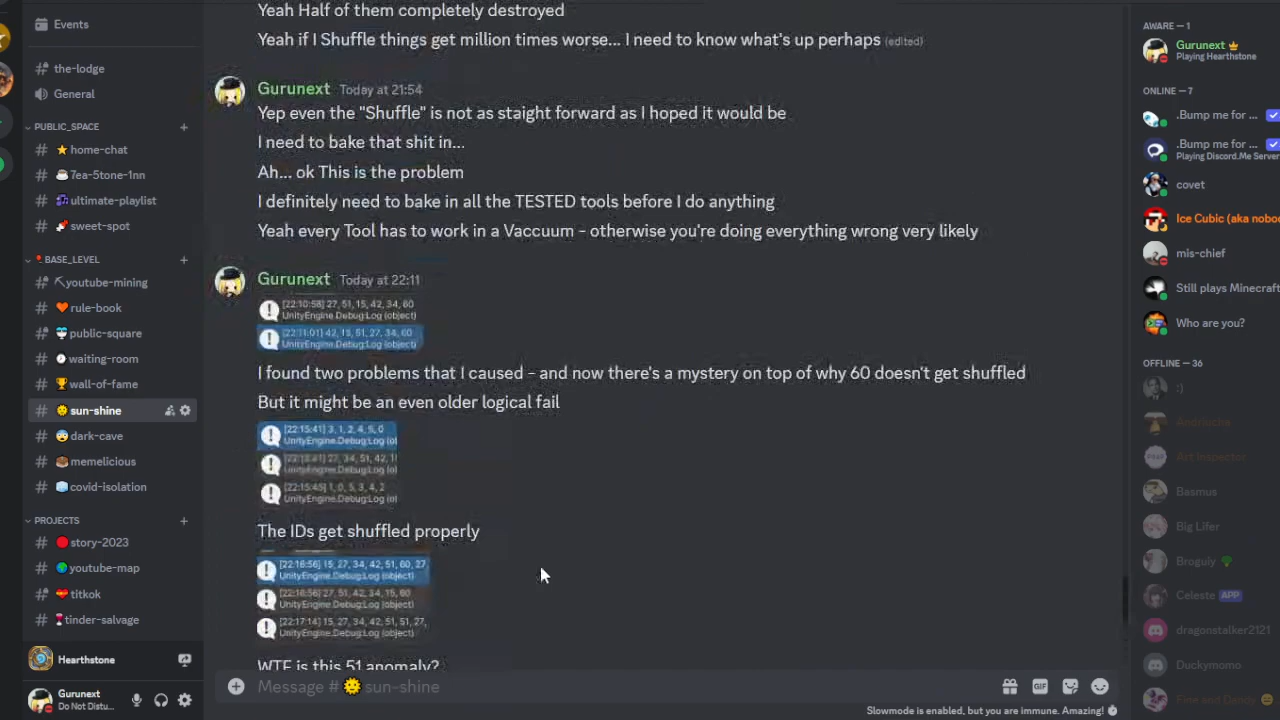 Events
the-lodge
General
PUBLIC_SPACE
home-chat
7ea-5tone-1nn
ultimate-playlist
sweet-spot
BASE_LEVEL
youtube-mining
rule-book
public-square
waiting-room
wall-of-fame
sun-shine
dark-cave
memelicious
covid-isolation
PROJECTS
story-2023
youtube-map
titkok
tinder-salvage
Hearthstone
Gurunext
Do Not Distu...
Yeah Half of them completely destroyed
Yeah if I Shuffle things get million times worse... I need to know what's up perhaps (edited)
Gurunext Today at 21:54
Yep even the "Shuffle" is not as staight forward as I hoped it would be
I need to bake that shit in...
Ah... ok This is the problem
I definitely need to bake in all the TESTED tools before I do anything
Yeah every Tool has to work in a Vaccuum - otherwise you're doing everything wrong very likely
Gurunext Today at 22:11
[22:10:58] 27, 51, 15, 42, 34, 60
UnityEngine.Debug:Log (object)
[22:11:01] 42, 15, 51, 27, 34, 60
UnityEngine.Debug:Log (object)
I found two problems that I caused - and now there's a mystery on top of why 60 doesn't get shuffled
But it might be an even older logical fail
[22:15:41] 3, 1, 2, 4, 5, 0
UnityEngine.Debug:Log (ol
27, 34, 51, 42, 1
UnityEngine.Debug:Log (ol
[22:15:45] 1, 0, 5, 3, 4, 2
UnityEngine.Debug:Log (ol
The IDs get shuffled properly
[22:16:56] 15, 27, 34, 42, 51, 60, 27,
UnityEngine.Debug:Log (object)
[22:16:56] 27, 51, 42, 34, 15, 60
UnityEngine.Debug:Log (object)
[22:17:14] 15, 27, 34, 42, 51, 51, 27,
UnityEngine.Debug:Log (object)
WTF is this 51 anomaly?
Message # sun-shine
GIF
Slowmode is enabled, but you are immune. Amazing!
AWARE — 1
Gurunext
Playing Hearthstone
ONLINE — 7
.Bump me for ...
.Bump me for ...
Playing Discord.Me Server
covet
Ice Cubic (aka nobo
mis-chief
Still plays Minecraft
Who are you?
OFFLINE — 36
:)
Art Inspector
Basmus
Big Lifer
Broguly
Celeste APP
dragonstalker2121
Duckymomo
Fire and Dandy